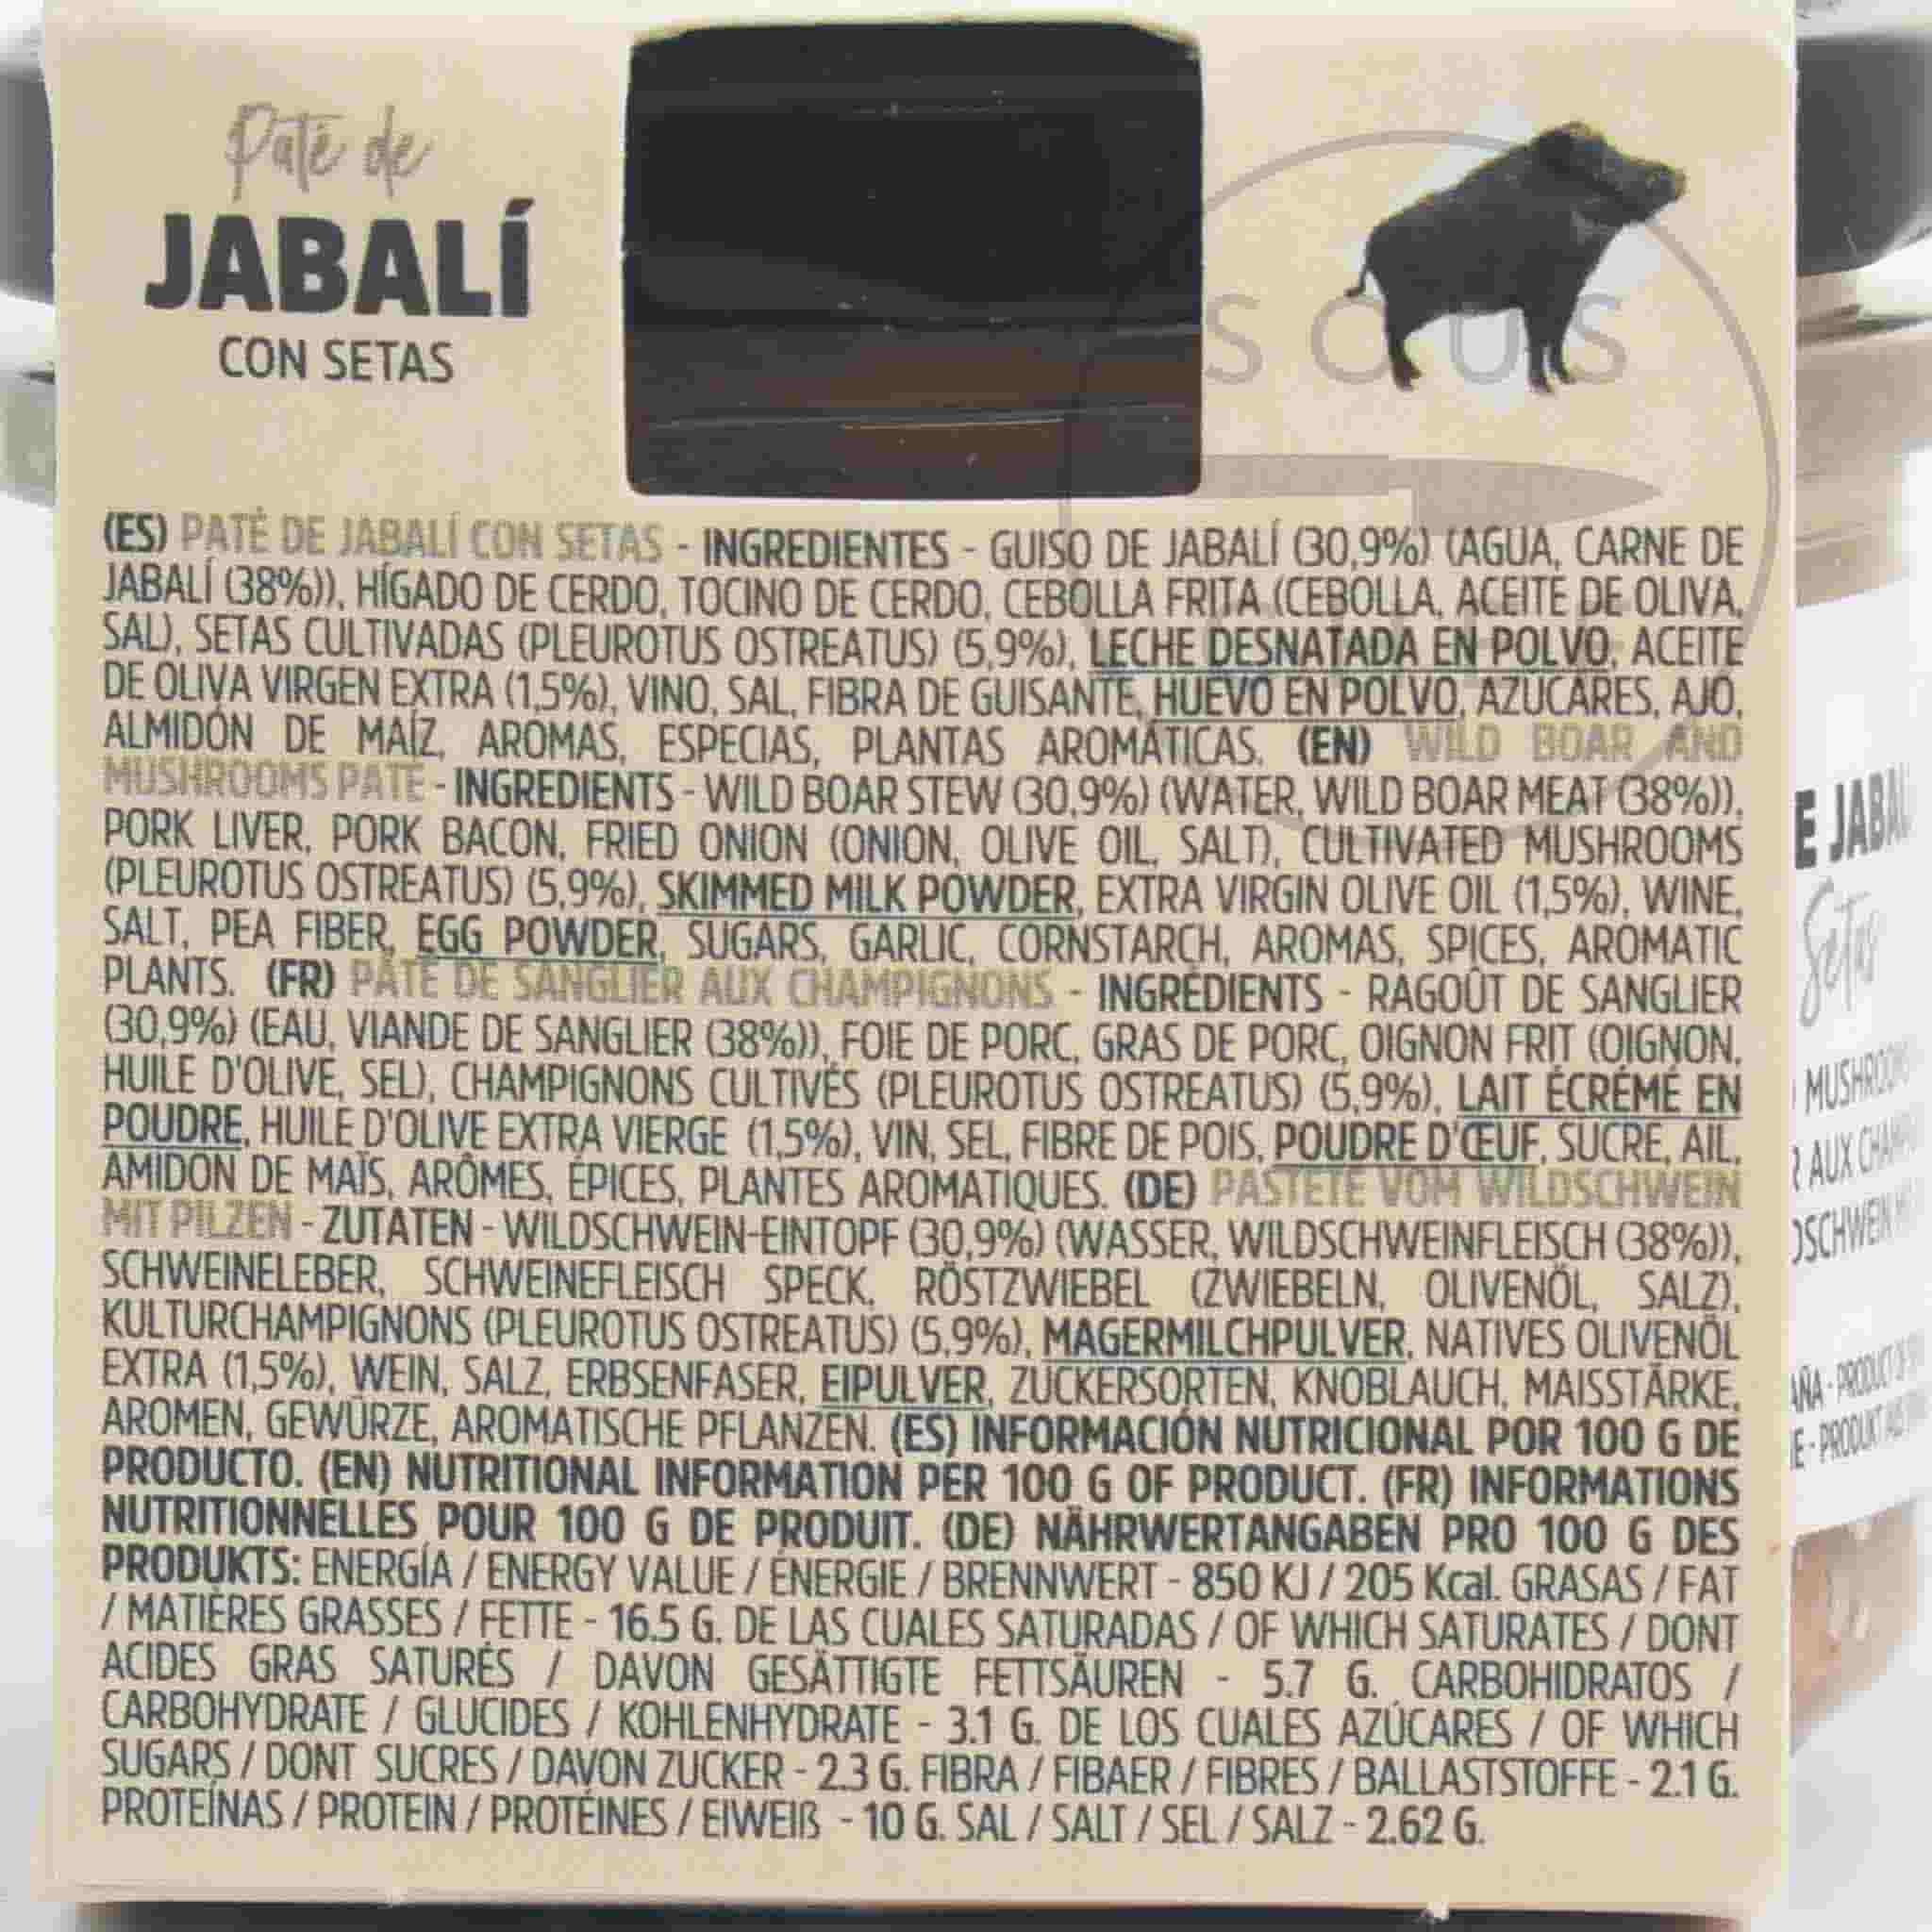 Paté de
JABALÍ
CON SETAS
SOUS
(ES) PATÉ DE JABALÍ CON SETAS - INGREDIENTES - GUISO DE JABALÍ (30,9%) (AGUA, CARNE DE
JABALÍ (38%)), HÍGADO DE CERDO, TOCINO DE CERDO, CEBOLLA FRITA (CEBOLLA, ACEITE DE OLIVA,
SAL), SETAS CULTIVADAS (PLEUROTUS OSTREATUS) (5,9%), LECHE DESNATADA EN POLVO, ACEITE
DE OLIVA VIRGEN EXTRA (1,5%), VINO, SAL, FIBRA DE GUISANTE, HUEVO EN POLVO, AZÚCARES, AJO,
ALMIDÓN DE MAÍZ, AROMAS, ESPECIAS, PLANTAS AROMÁTICAS. (EN) WILD BOAR AND
MUSHROOMS PATE - INGREDIENTS - WILD BOAR STEW (30,9%) (WATER, WILD BOAR MEAT (38%)),
PORK LIVER, PORK BACON, FRIED ONION (ONION, OLIVE OIL, SALT), CULTIVATED MUSHROOMS
(PLEUROTUS OSTREATUS) (5,9%), SKIMMED MILK POWDER, EXTRA VIRGIN OLIVE OIL (1,5%), WINE,
SALT, PEA FIBER, EGG POWDER, SUGARS, GARLIC, CORNSTARCH, AROMAS, SPICES, AROMATIC
PLANTS. (FR) PÂTÉ DE SANGLIER AUX CHAMPIGNONS - INGRÉDIENTS - RAGOÛT DE SANGLIER
(30,9%) (EAU, VIANDE DE SANGLIER (38%)), FOIE DE PORC, GRAS DE PORC, OIGNON FRIT (OIGNON,
HUILE D'OLIVE, SEL), CHAMPIGNONS CULTIVÉS (PLEUROTUS OSTREATUS) (5,9%), LAIT ÉCRÉMÉ EN
POUDRE, HUILE D'OLIVE EXTRA VIERGE (1,5%), VIN, SEL, FIBRE DE POIS, POUDRE D'ŒUF, SUCRE, AIL,
AMIDON DE MAÏS, ARÔMES, ÉPICES, PLANTES AROMATIQUES. (DE) PASTETE VOM WILDSCHWEIN
MIT PILZEN - ZUTATEN - WILDSCHWEIN-EINTOPF (30,9%) (WASSER, WILDSCHWEINFLEISCH (38%)),
SCHWEINELEBER, SCHWEINEFLEISCH SPECK, RÖSTZWIEBEL (ZWIEBELN, OLIVENÖL, SALZ),
KULTURCHAMPIGNONS (PLEUROTUS OSTREATUS) (5,9%), MAGERMILCHPULVER, NATIVES OLIVENÖL
EXTRA (1,5%), WEIN, SALZ, ERBSENFASER, EIPULVER, ZUCKERSORTEN, KNOBLAUCH, MAISSTÄRKE,
AROMEN, GEWÜRZE, AROMATISCHE PFLANZEN. (ES) INFORMACIÓN NUTRICIONAL POR 100 G DE
PRODUCTO. (EN) NUTRITIONAL INFORMATION PER 100 G OF PRODUCT. (FR) INFORMATIONS
NUTRITIONNELLES POUR 100 G DE PRODUIT. (DE) NÄHRWERTANGABEN PRO 100 G DES
PRODUKTS: ENERGÍA / ENERGY VALUE / ÉNERGIE / BRENNWERT - 850 KJ / 205 Kcal. GRASAS / FAT
/ MATIÈRES GRASSES / FETTE - 16.5 G. DE LAS CUALES SATURADAS / OF WHICH SATURATES / DONT
ACIDES GRAS SATURÉS / DAVON GESÄTTIGTE FETTSÄUREN - 5.7 G. CARBOHIDRATOS /
CARBOHYDRATE / GLUCIDES / KOHLENHYDRATE - 3.1 G. DE LOS CUALES AZÚCARES / OF WHICH
SUGARS / DONT SUCRES / DAVON ZUCKER - 2.3 G. FIBRA / FIBAER / FIBRES / BALLASTSTOFFE - 2.1 G.
PROTEÍNAS / PROTEIN / PROTÉINES / EIWEIß - 10 G. SAL / SALT / SEL / SALZ - 2.62 G.
E JABAL
Setas
MUSHROOMS
AUX